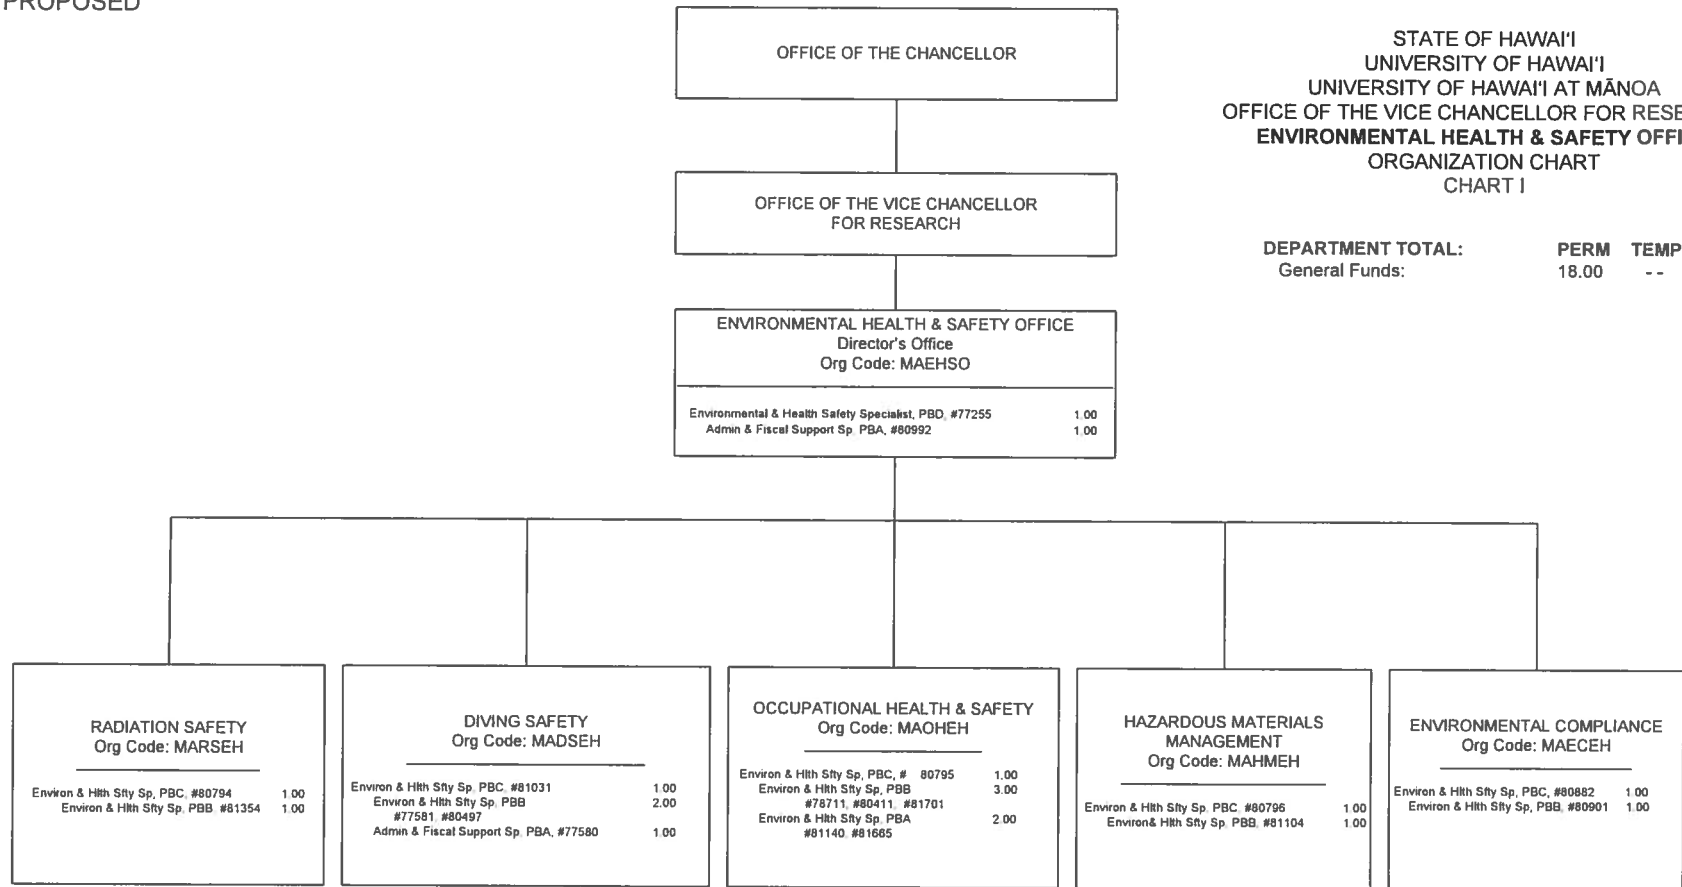 PROPOSED
STATE OF HAWAI‘I
UNIVERSITY OF HAWAI‘I
UNIVERSITY OF HAWAI‘I AT MĀNOA
OFFICE OF THE VICE CHANCELLOR FOR RESE
ENVIRONMENTAL HEALTH & SAFETY OFFI
ORGANIZATION CHART
CHART I
DEPARTMENT TOTAL: PERM TEMP
General Funds: 18.00 - -
OFFICE OF THE CHANCELLOR
OFFICE OF THE VICE CHANCELLOR
FOR RESEARCH
ENVIRONMENTAL HEALTH & SAFETY OFFICE
Director's Office
Org Code: MAEHSO
Environmental & Health Safety Specialist, PBD, #77255 1.00
Admin & Fiscal Support Sp, PBA, #80992 1.00
RADIATION SAFETY
Org Code: MARSEH
Environ & Hlth Sfty Sp, PBC, #80794 1.00
Environ & Hlth Sfty Sp, PBB, #81354 1.00
DIVING SAFETY
Org Code: MADSEH
Environ & Hlth Sfty Sp, PBC, #81031 1.00
Environ & Hlth Sfty Sp, PBB 2.00
#77581, #80497
Admin & Fiscal Support Sp, PBA, #77580 1.00
OCCUPATIONAL HEALTH & SAFETY
Org Code: MAOHEH
Environ & Hlth Sfty Sp, PBC, # 80795 1.00
Environ & Hlth Sfty Sp, PBB 3.00
#78711, #80411, #81701
Environ & Hlth Sfty Sp, PBA 2.00
#81140, #81665
HAZARDOUS MATERIALS
MANAGEMENT
Org Code: MAHMEH
Environ & Hlth Sfty Sp, PBC, #80796 1.00
Environ& Hlth Sfty Sp, PBB, #81104 1.00
ENVIRONMENTAL COMPLIANCE
Org Code: MAECEH
Environ & Hlth Sfty Sp, PBC, #80882 1.00
Environ & Hlth Sfty Sp, PBB, #80901 1.00